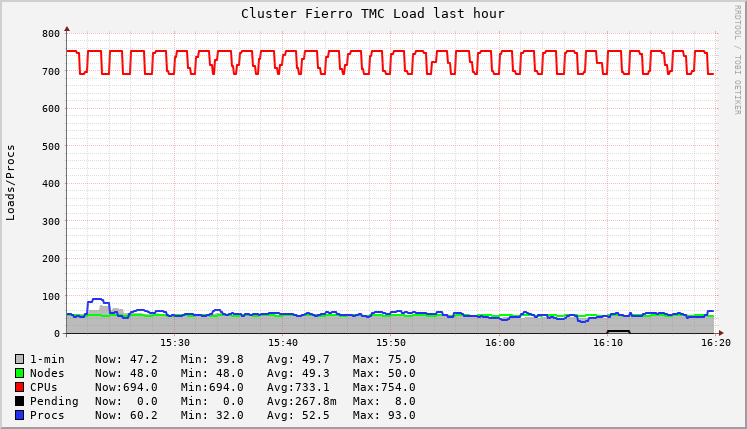 Cluster Fierro TMC Load last hour
RRDTOOL / TOBI OETIKER
Loads/Procs
800
700
600
500
400
300
200
100
0
15:30 15:40 15:50 16:00 16:10 16:20
1-min Now: 47.2 Min: 39.8 Avg: 49.7 Max: 75.0
Nodes Now: 48.0 Min: 48.0 Avg: 49.3 Max: 50.0
CPUs Now:694.0 Min:694.0 Avg:733.1 Max:754.0
Pending Now: 0.0 Min: 0.0 Avg:267.8m Max: 8.0
Procs Now: 60.2 Min: 32.0 Avg: 52.5 Max: 93.0